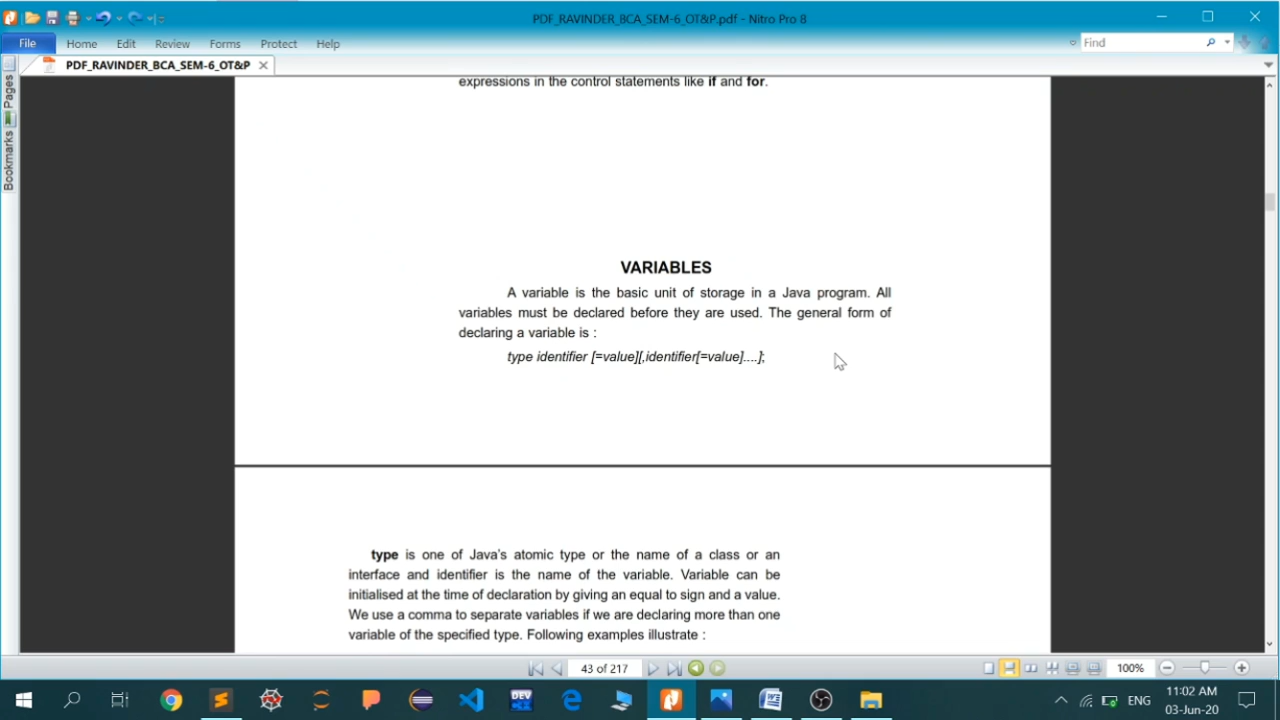 PDF_RAVINDER_BCA_SEM-6_OT&P.pdf - Nitro Pro 8
File Home Edit Review Forms Protect Help
Find
PDF_RAVINDER_BCA_SEM-6_OT&P
Pages
Bookmarks
expressions in the control statements like if and for.
VARIABLES
A variable is the basic unit of storage in a Java program. All
variables must be declared before they are used. The general form of
declaring a variable is :
type identifier [=value][,identifier[=value]....];
type is one of Java's atomic type or the name of a class or an
interface and identifier is the name of the variable. Variable can be
initialised at the time of declaration by giving an equal to sign and a value.
We use a comma to separate variables if we are declaring more than one
variable of the specified type. Following examples illustrate :
43 of 217
100%
DEV
ENG
11:02 AM
03-Jun-20